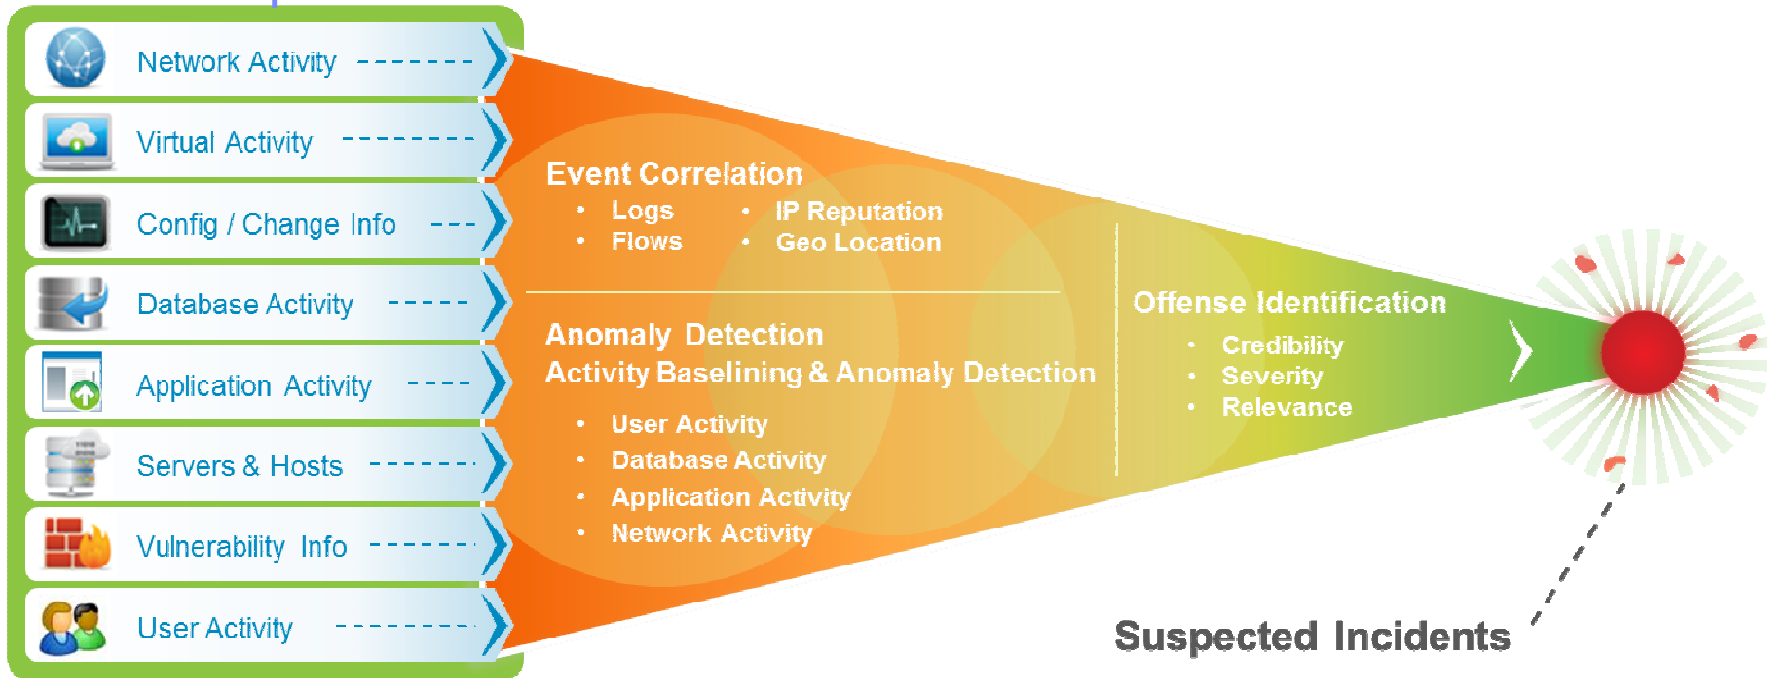 Network Activity
Virtual Activity
Config / Change Info
Database Activity
Application Activity
Servers & Hosts
Vulnerability Info
User Activity
Event Correlation
• Logs
• Flows
• IP Reputation
• Geo Location
Anomaly Detection
Activity Baselining & Anomaly Detection
• User Activity
• Database Activity
• Application Activity
• Network Activity
Offense Identification
• Credibility
• Severity
• Relevance
Suspected Incidents